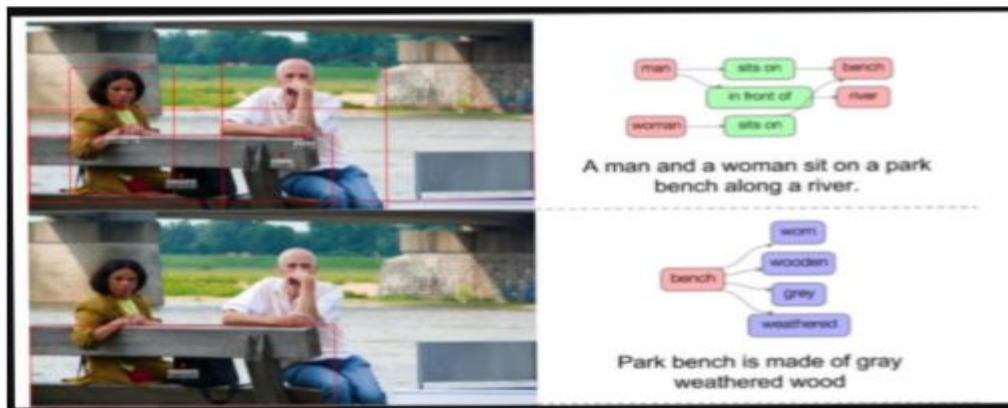 man sits on bench
in front of river
woman sits on
A man and a woman sit on a park
bench along a river.
worn
wooden
bench
grey
weathered
Park bench is made of gray
weathered wood